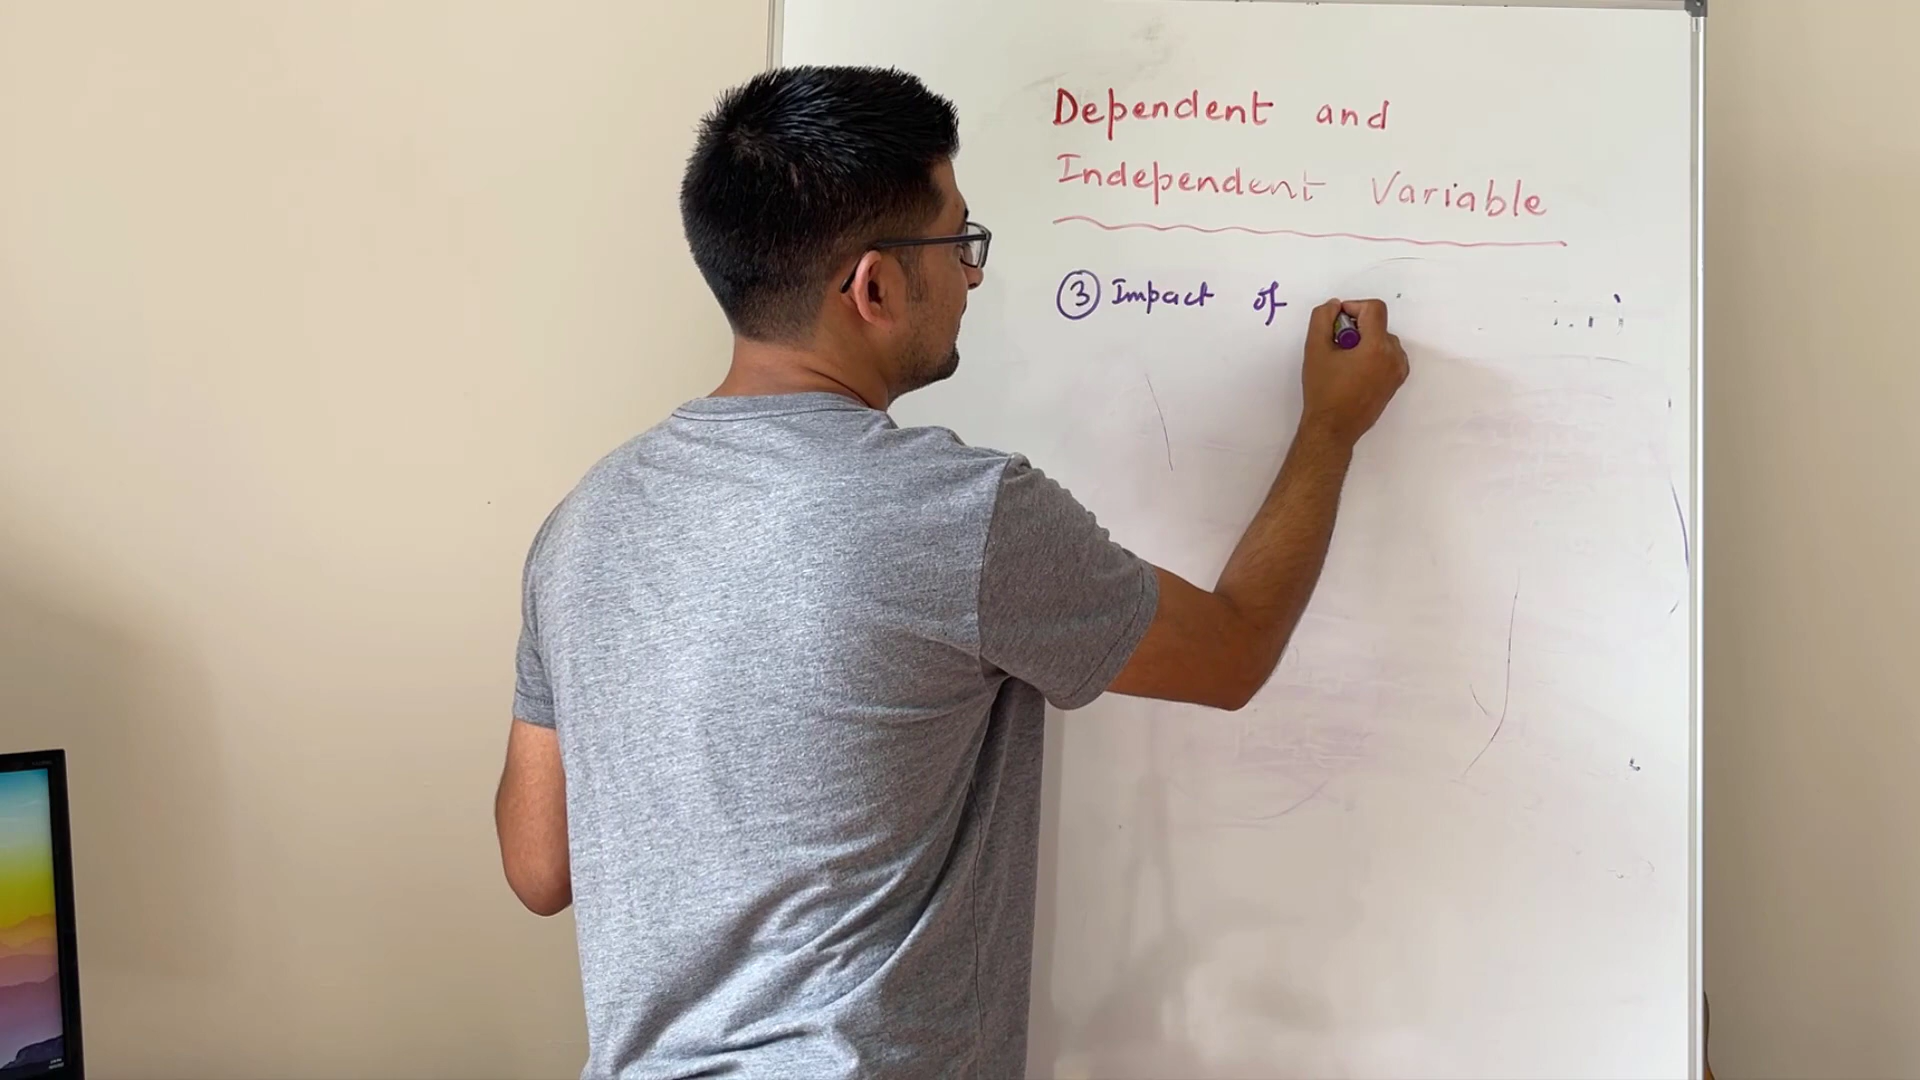 Dependent and
Independent Variable
③ Impact of